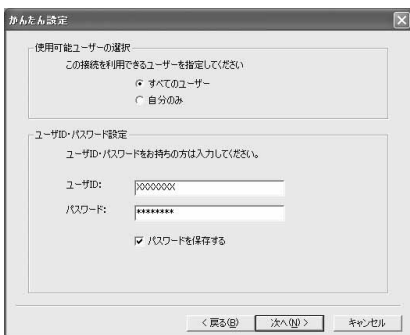 かんたん設定
使用可能ユーザーの選択
この接続を利用できるユーザーを指定してください
すべてのユーザー
自分のみ
ユーザID・パスワード設定
ユーザID・パスワードをお持ちの方は入力してください。
ユーザID: XXXXXXX
パスワード: ********
パスワードを保存する
< 戻る(B) 次へ(N) > キャンセル